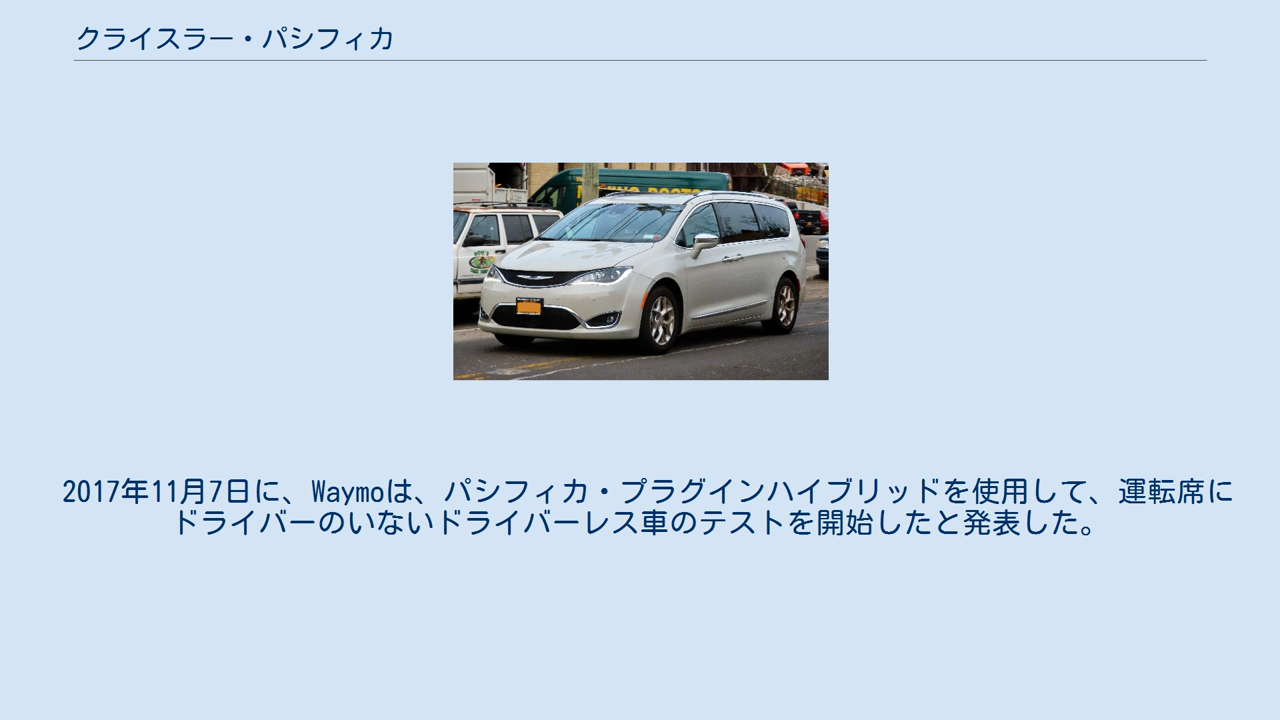 クライスラー・パシフィカ
2017年11月7日に、Waymoは、パシフィカ・プラグインハイブリッドを使用して、運転席に
ドライバーのいないドライバーレス車のテストを開始したと発表した。